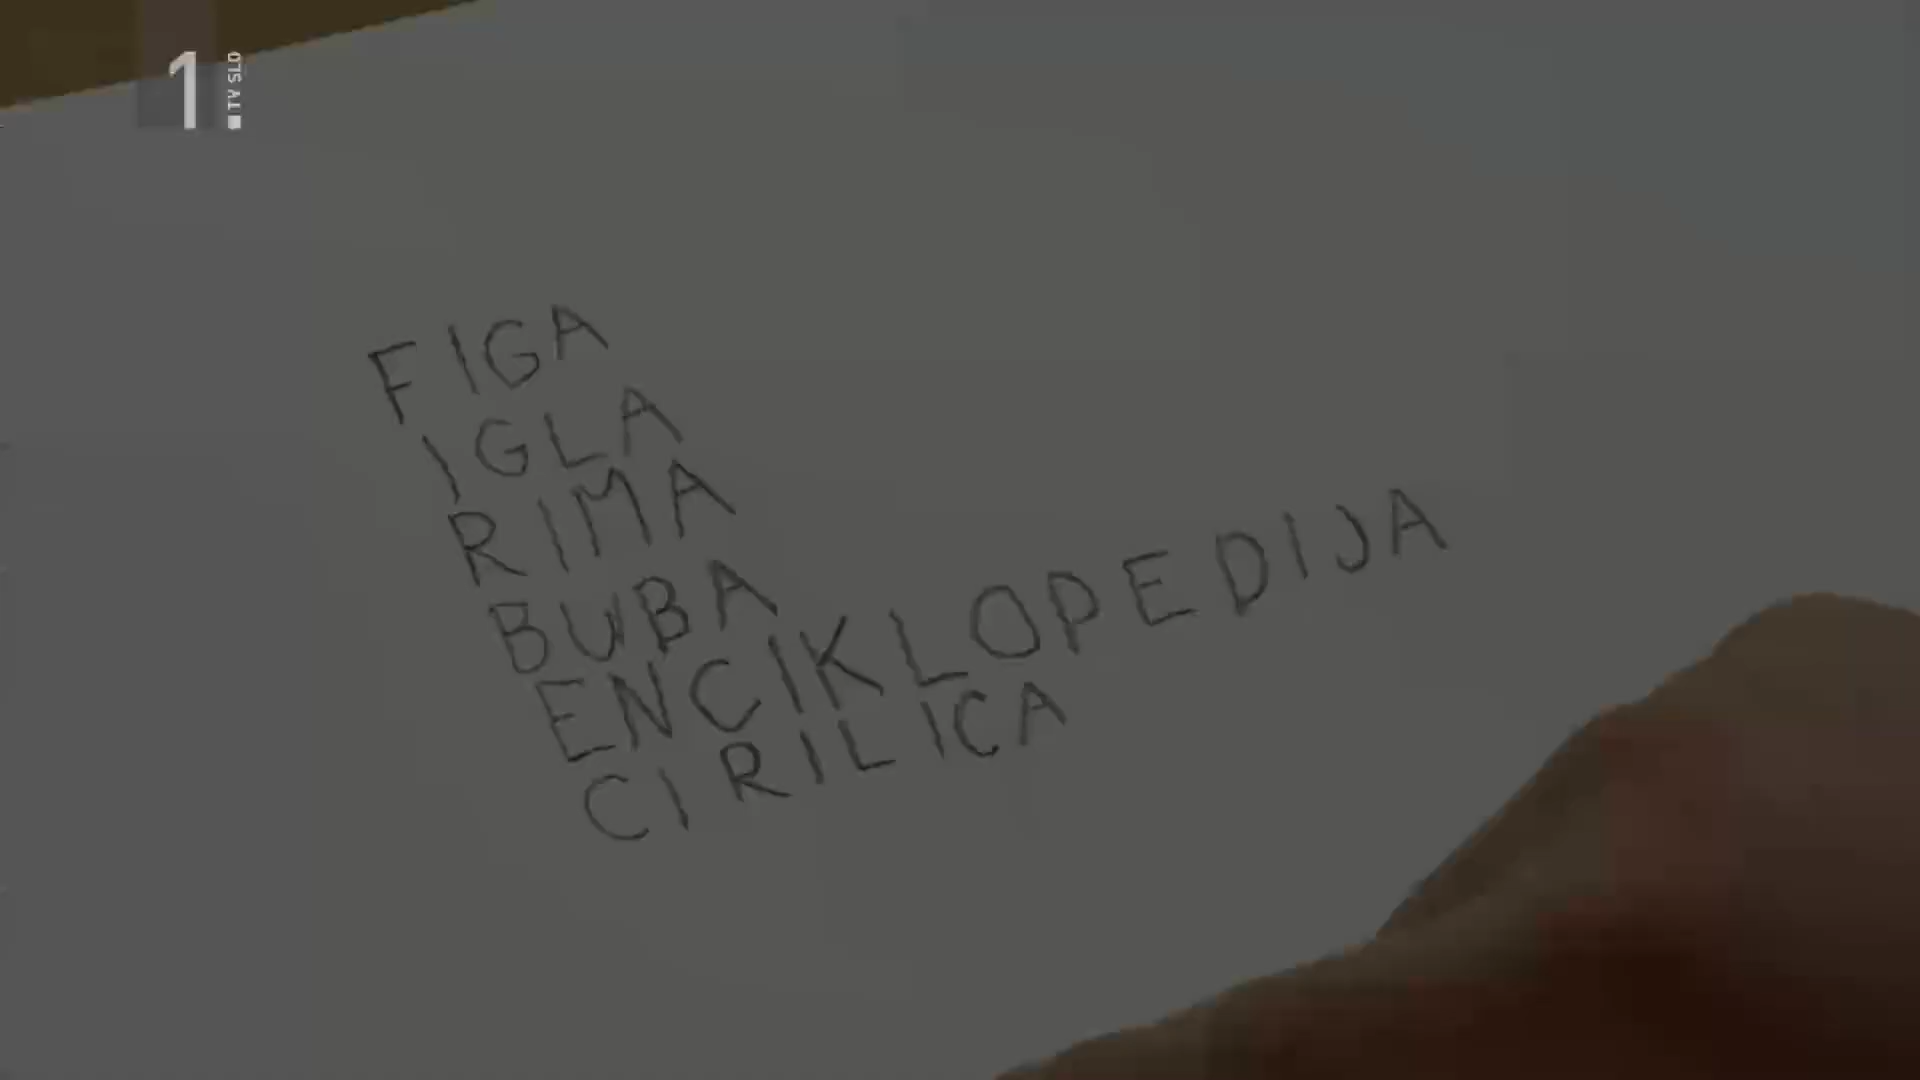 1
TV SLO
FIGA
IGLA
RIMA
BUBA
ENCIKLOPEDIJA
CIRILICA